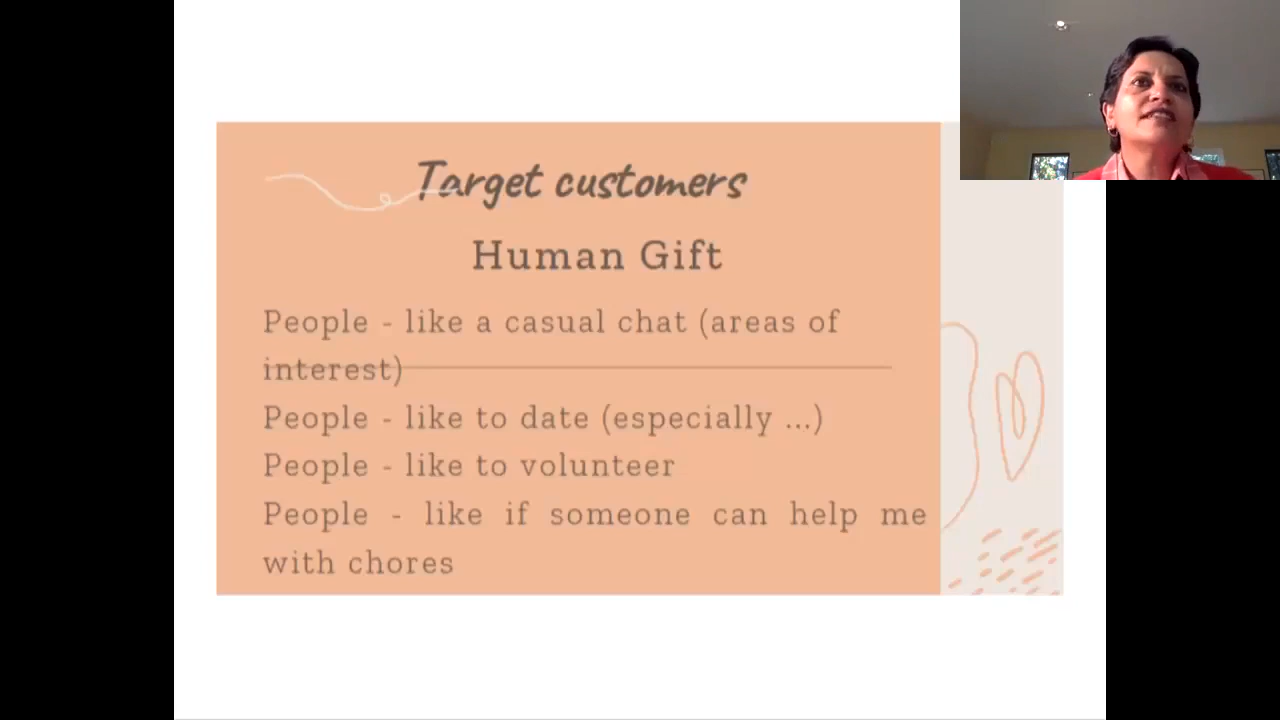 Target customers
Human Gift
People - like a casual chat (areas of
interest)
People - like to date (especially ...)
People - like to volunteer
People - like if someone can help me
with chores